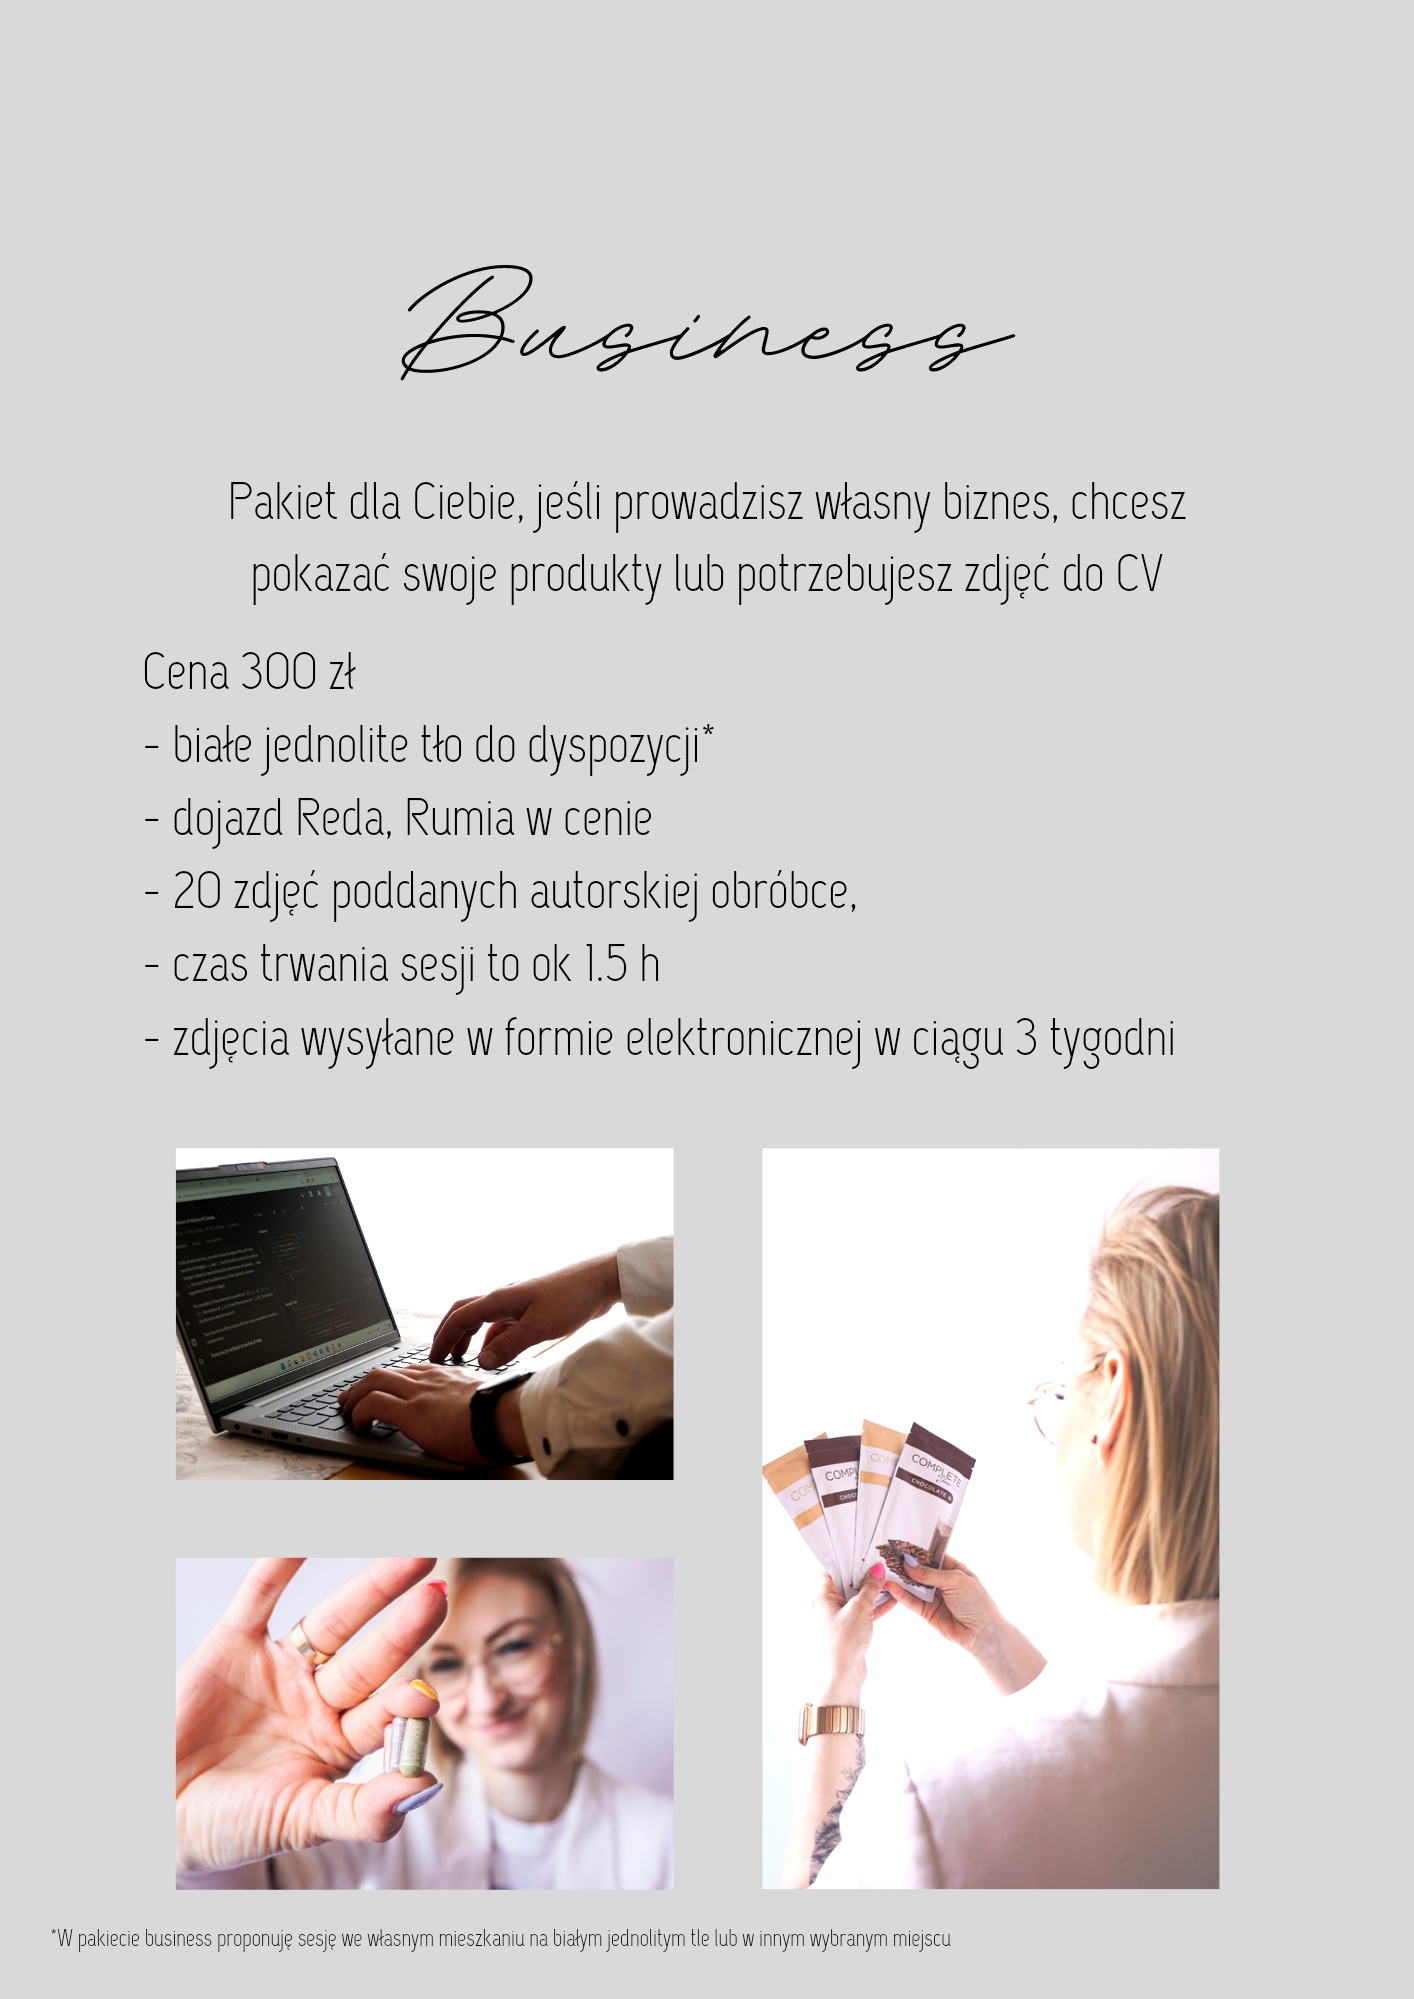 Business
Pakiet dla Ciebie, jeśli prowadzisz własny biznes, chcesz
pokazać swoje produkty lub potrzebujesz zdjęć do CV
Cena 300 zł
- białe jednolite tło do dyspozycji*
- dojazd Reda, Rumia w cenie
- 20 zdjęć poddanych autorskiej obróbce,
- czas trwania sesji to ok 1.5 h
- zdjęcia wysyłane w formie elektronicznej w ciągu 3 tygodni
COMPLETE
CHOCOLATE
*W pakiecie business proponuję sesję we własnym mieszkaniu na białym jednolitym tle lub w innym wybranym miejscu